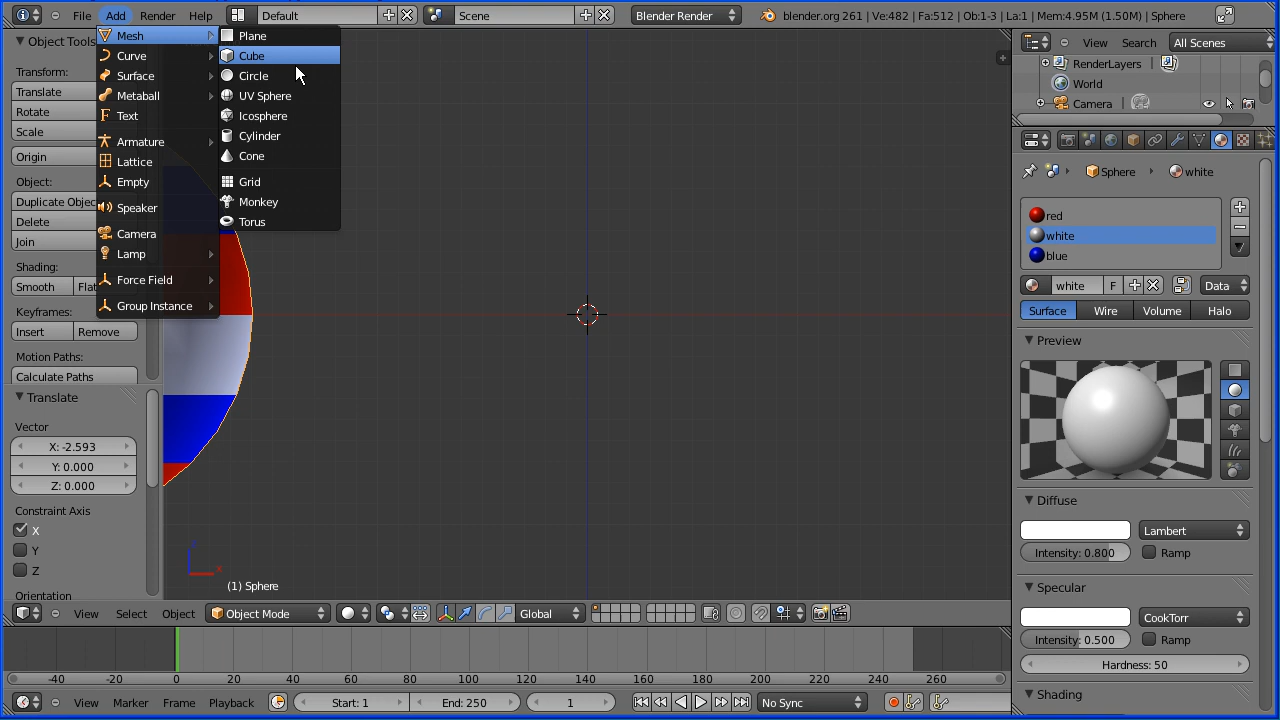 File Add Render Help Default Scene Blender Render blender.org 261 | Ve:482 | Fa:512 | Ob:1-3 | La:1 | Mem:4.95M (1.50M) | Sphere
Object Tools
Transform:
Translate
Rotate
Scale
Origin
Object:
Duplicate Objec
Delete
Join
Shading:
Smooth Flat
Keyframes:
Insert Remove
Motion Paths:
Calculate Paths
Translate
Vector
X: -2.593
Y: 0.000
Z: 0.000
Constraint Axis
X
Y
Z
Orientation
Mesh
Curve
Surface
Metaball
Text
Armature
Lattice
Empty
Speaker
Camera
Lamp
Force Field
Group Instance
Plane
Cube
Circle
UV Sphere
Icosphere
Cylinder
Cone
Grid
Monkey
Torus
(1) Sphere
View Select Object Object Mode Global
-40 -20 0 20 40 60 80 100 120 140 160 180 200 220 240 260
View Marker Frame Playback Start: 1 End: 250 1 No Sync
View Search All Scenes
RenderLayers
World
Camera
Sphere white
red
white
blue
white F Data
Surface Wire Volume Halo
Preview
Diffuse
Lambert
Intensity: 0.800 Ramp
Specular
CookTorr
Intensity: 0.500 Ramp
Hardness: 50
Shading